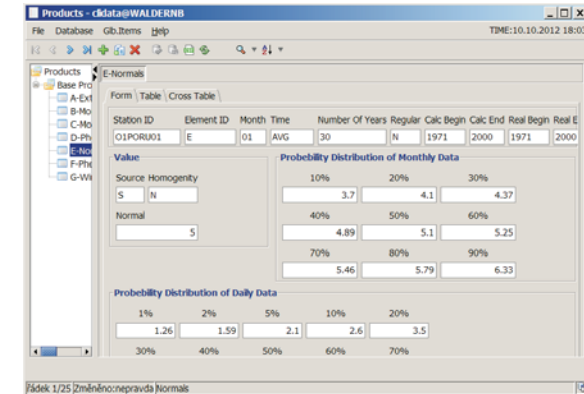 Products - clidata@WALDERNB
File Database Glb.Items Help TIME:10.10.2012 18:03
Products
Base Pro
A-Ext
B-Mo
C-Mo
D-Ph
E-Nor
F-Phe
G-Wi
E-Normals
Form Table Cross Table
Station ID Element ID Month Time Number Of Years Regular Calc Begin Calc End Real Begin Real E
O1PORU01 E 01 AVG 30 N 1971 2000 1971 2000
Value Probebility Distribution of Monthly Data
Source Homogenity 10% 20% 30%
S N 3.7 4.1 4.37
Normal 40% 50% 60%
5 4.89 5.1 5.25
70% 80% 90%
5.46 5.79 6.33
Probebility Distribution of Daily Data
1% 2% 5% 10% 20%
1.26 1.59 2.1 2.6 3.5
30% 40% 50% 60% 70%
Řádek 1/25 Změněno:nepravda Normals